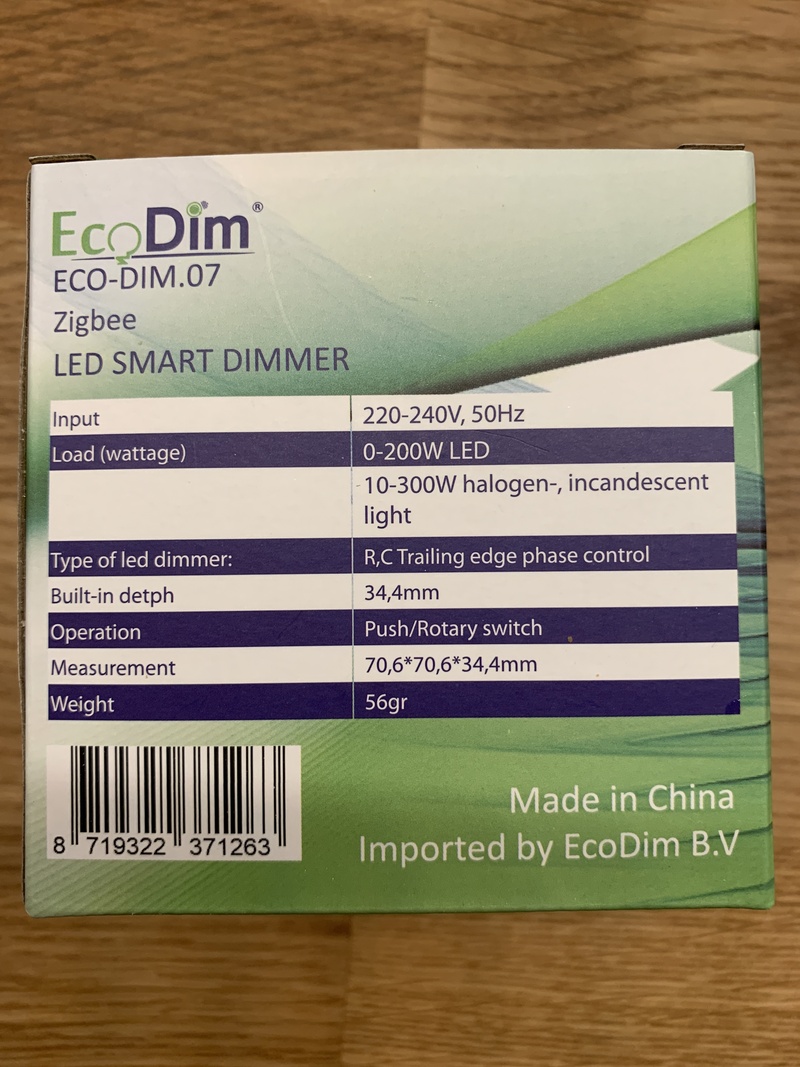 EcoDim®
ECO-DIM.07
Zigbee
LED SMART DIMMER
Input 220-240V, 50Hz
Load (wattage) 0-200W LED
10-300W halogen-, incandescent
light
Type of led dimmer: R,C Trailing edge phase control
Built-in detph 34,4mm
Operation Push/Rotary switch
Measurement 70,6*70,6*34,4mm
Weight 56gr
8 719322 371263
Made in China
Imported by EcoDim B.V